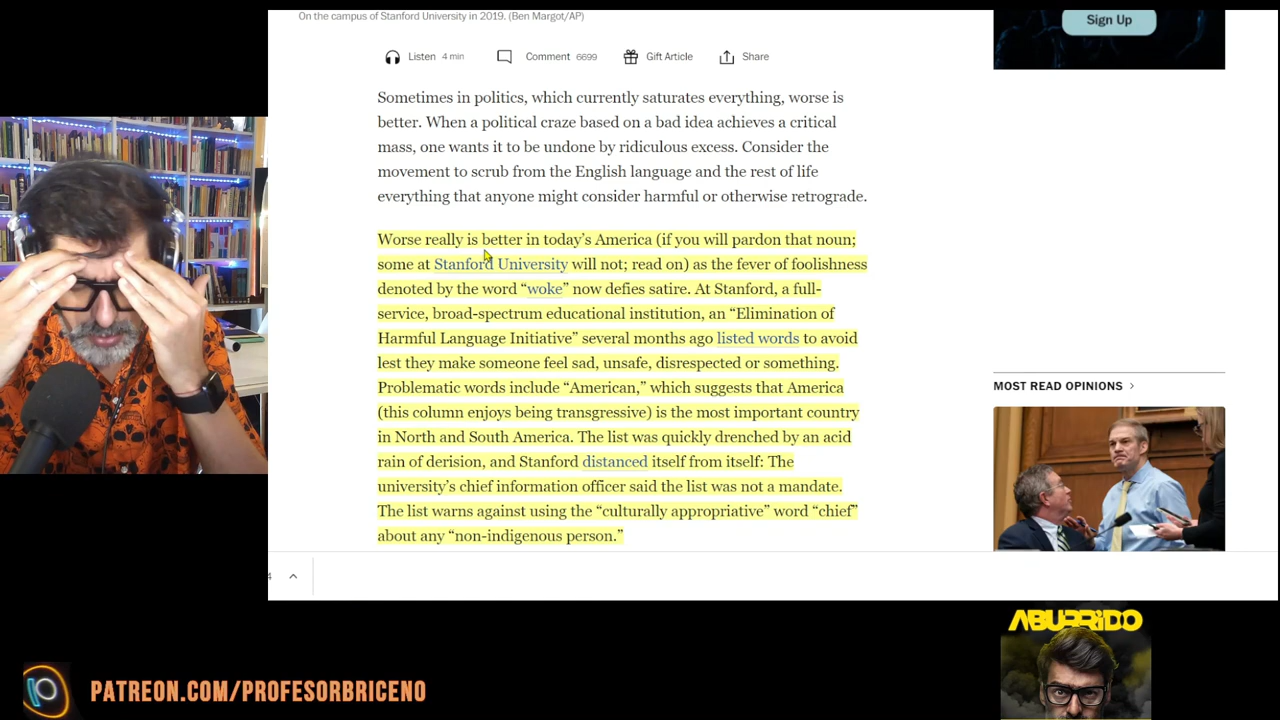 On the campus of Stanford University in 2019. (Ben Margot/AP)
Sign Up
Listen 4 min Comment 6699 Gift Article Share
Sometimes in politics, which currently saturates everything, worse is
better. When a political craze based on a bad idea achieves a critical
mass, one wants it to be undone by ridiculous excess. Consider the
movement to scrub from the English language and the rest of life
everything that anyone might consider harmful or otherwise retrograde.
Worse really is better in today’s America (if you will pardon that noun;
some at Stanford University will not; read on) as the fever of foolishness
denoted by the word “woke” now defies satire. At Stanford, a full-
service, broad-spectrum educational institution, an “Elimination of
Harmful Language Initiative” several months ago listed words to avoid
lest they make someone feel sad, unsafe, disrespected or something.
Problematic words include “American,” which suggests that America
(this column enjoys being transgressive) is the most important country
in North and South America. The list was quickly drenched by an acid
rain of derision, and Stanford distanced itself from itself: The
university’s chief information officer said the list was not a mandate.
The list warns against using the “culturally appropriative” word “chief”
about any “non-indigenous person.”
MOST READ OPINIONS
ABURRIDO
PATREON.COM/PROFESORBRICENO